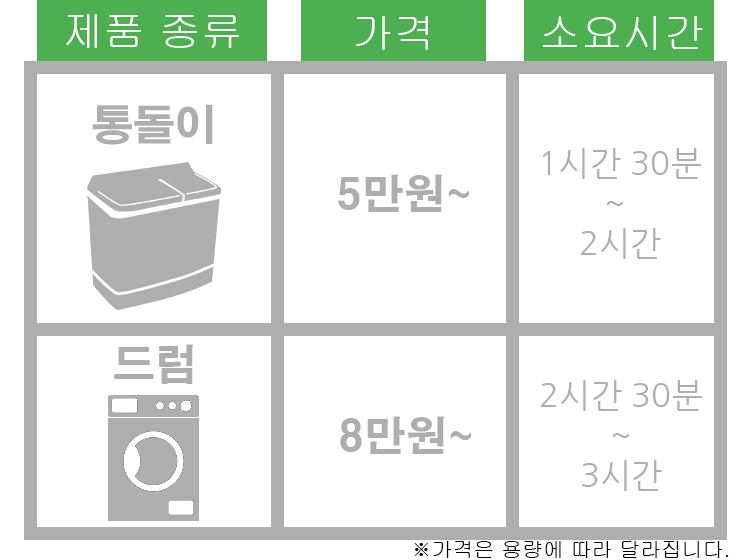 제품 종류 가격 소요시간
통돌이
5만원~
1시간 30분
~
2시간
드럼
8만원~
2시간 30분
~
3시간
※가격은 용량에 따라 달라집니다.